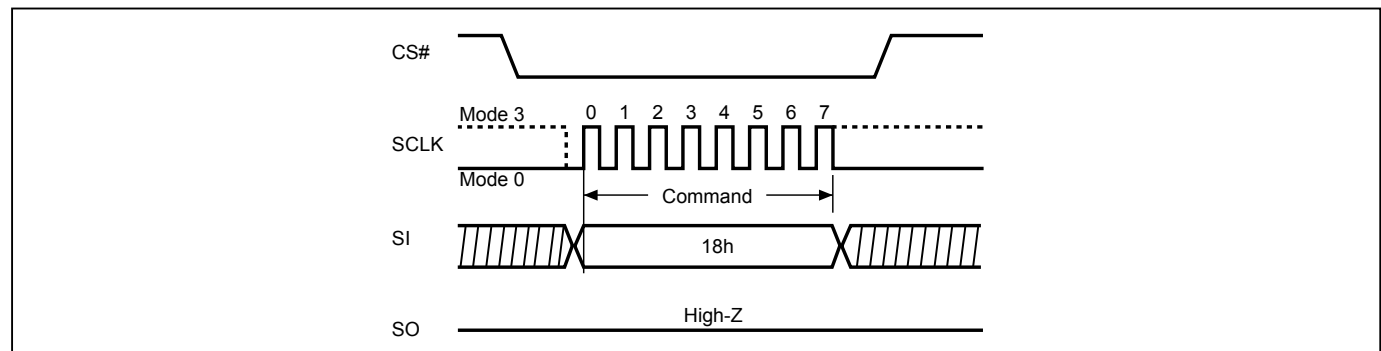 CS#
Mode 3 0 1 2 3 4 5 6 7
SCLK
Mode 0
Command
SI
18h
High-Z
SO